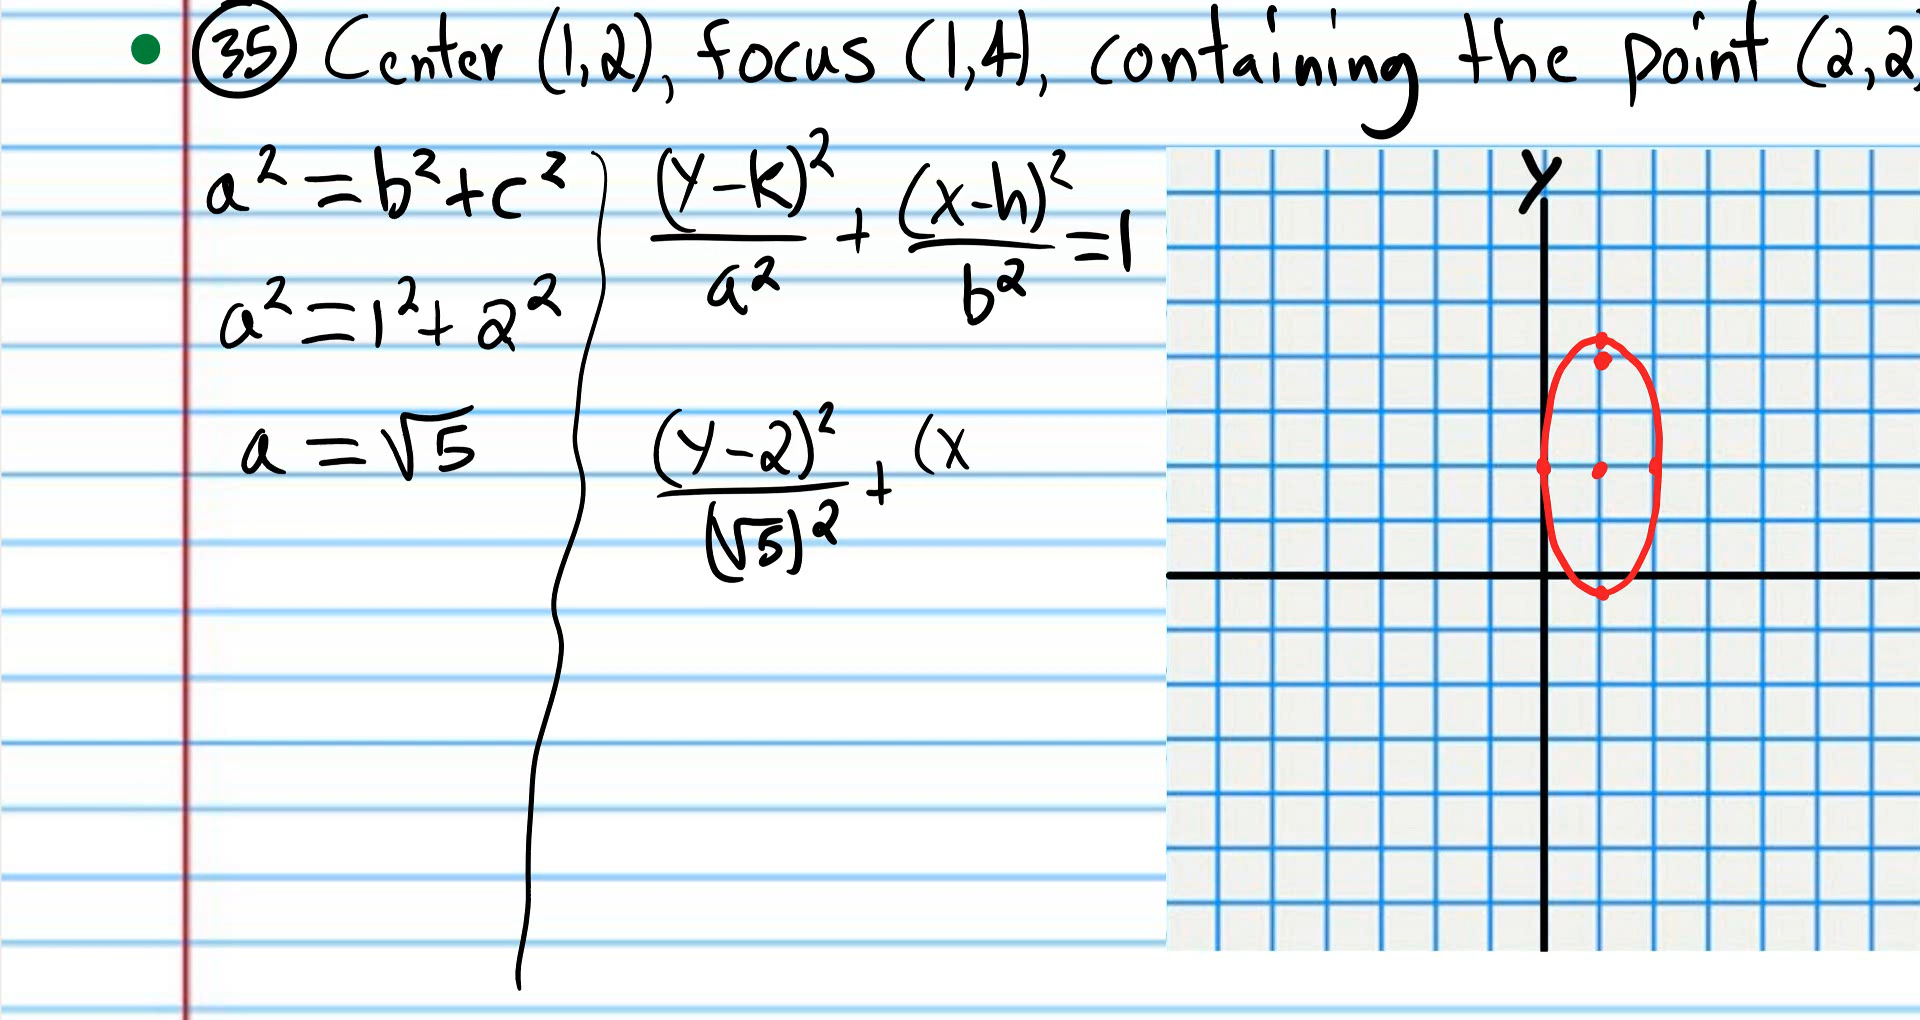 35 Center (1,2), focus (1,4), containing the point (2,2)
a² = b² + c²
a² = 1² + 2²
a = √5
(y-k)²/a² + (x-h)²/b² = 1
(y-2)²/(√5)² + (x
y